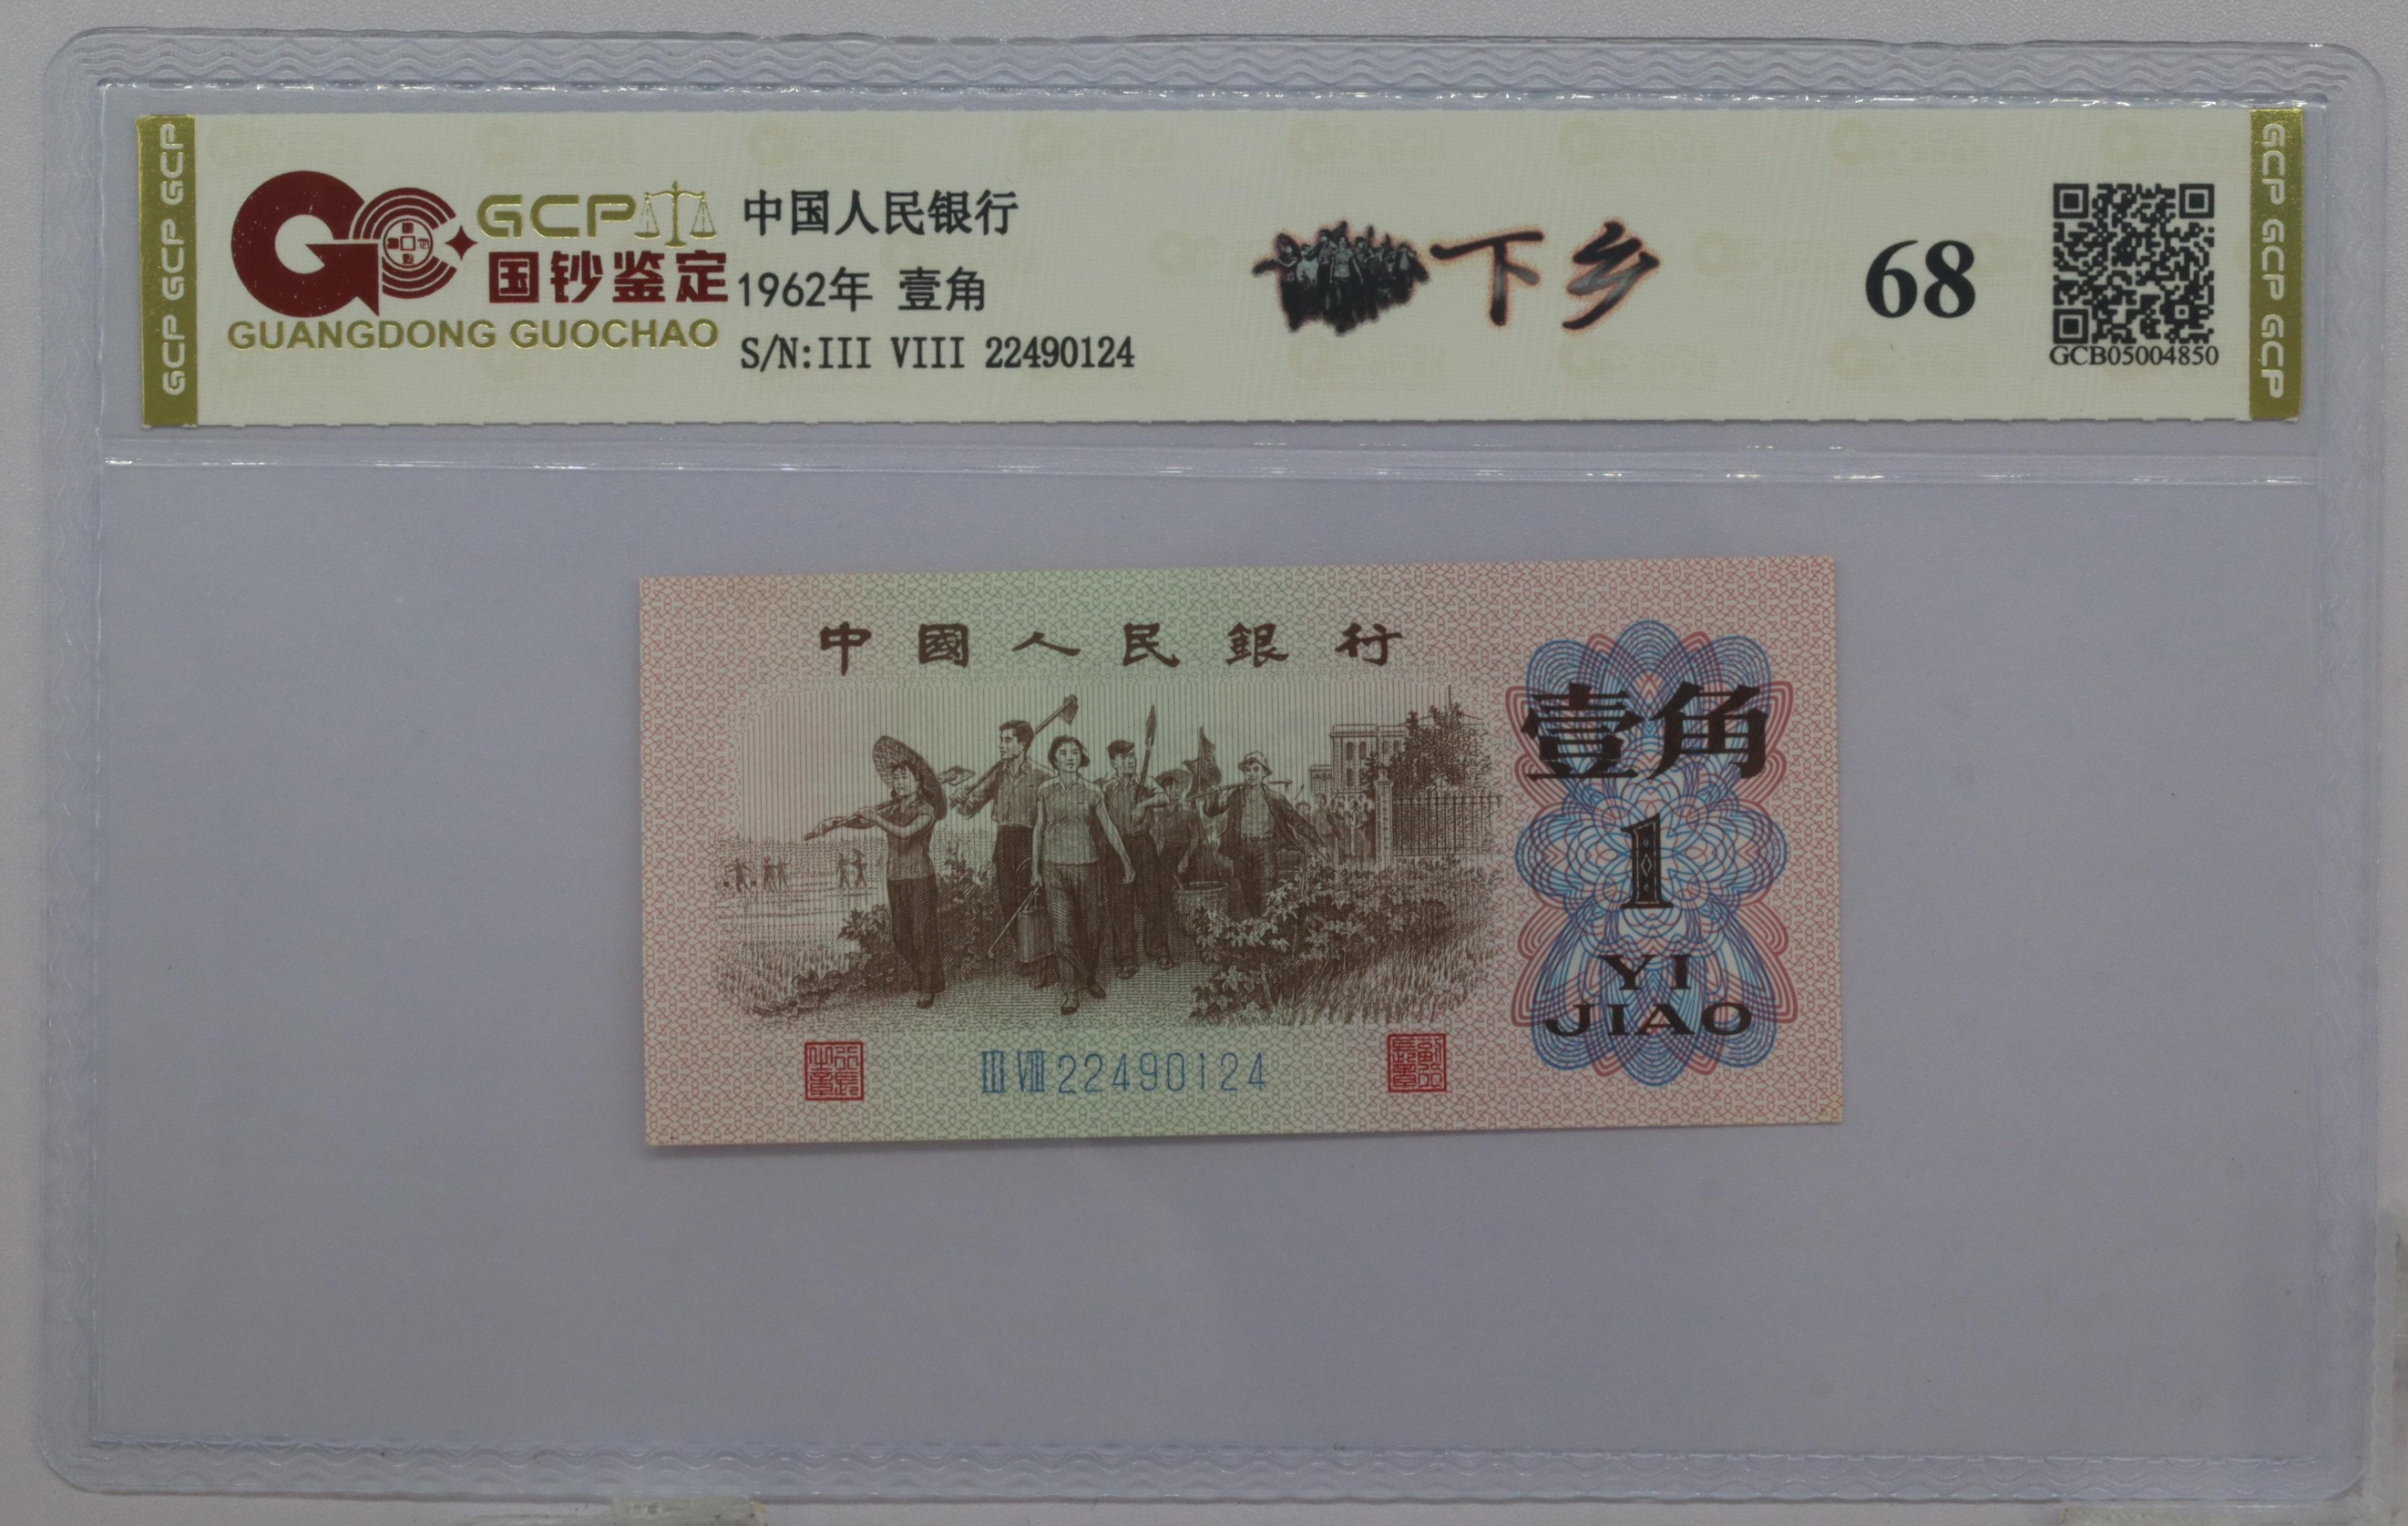 GCP GCP GCP
GCP
国钞鉴定
GUANGDONG GUOCHAO
中国人民银行
1962年 壹角
S/N:III VIII 22490124
下乡
68
GCB05004850
GCP GCP GCP
中國人民銀行
壹角
1
YI
JIAO
III VIII 22490124